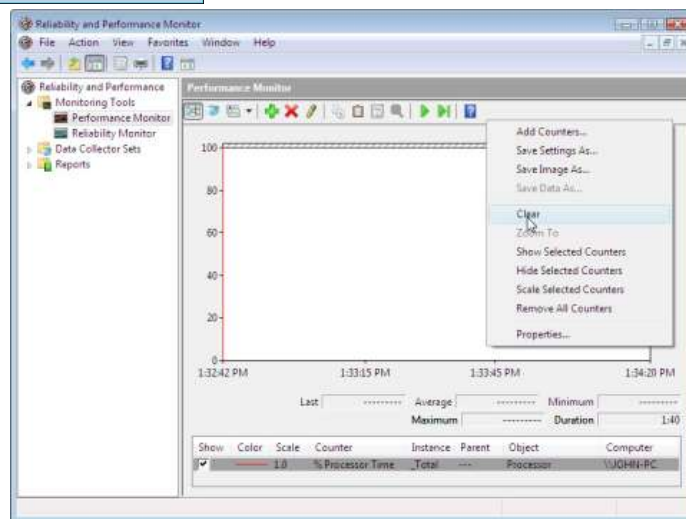 Reliability and Performance Monitor
File Action View Favorites Window Help
Reliability and Performance
Monitoring Tools
Performance Monitor
Reliability Monitor
Data Collector Sets
Reports
Performance Monitor
Add Counters...
Save Settings As...
Save Image As...
Save Data As...
Clear
Zoom To
Show Selected Counters
Hide Selected Counters
Scale Selected Counters
Remove All Counters
Properties...
100
80
60
40
20
0
1:32:42 PM 1:33:15 PM 1:33:45 PM 1:34:20 PM
Last --------- Average --------- Minimum ---------
Maximum --------- Duration 1:40
Show Color Scale Counter Instance Parent Object Computer
1.0 % Processor Time _Total --- Processor \\JOHN-PC